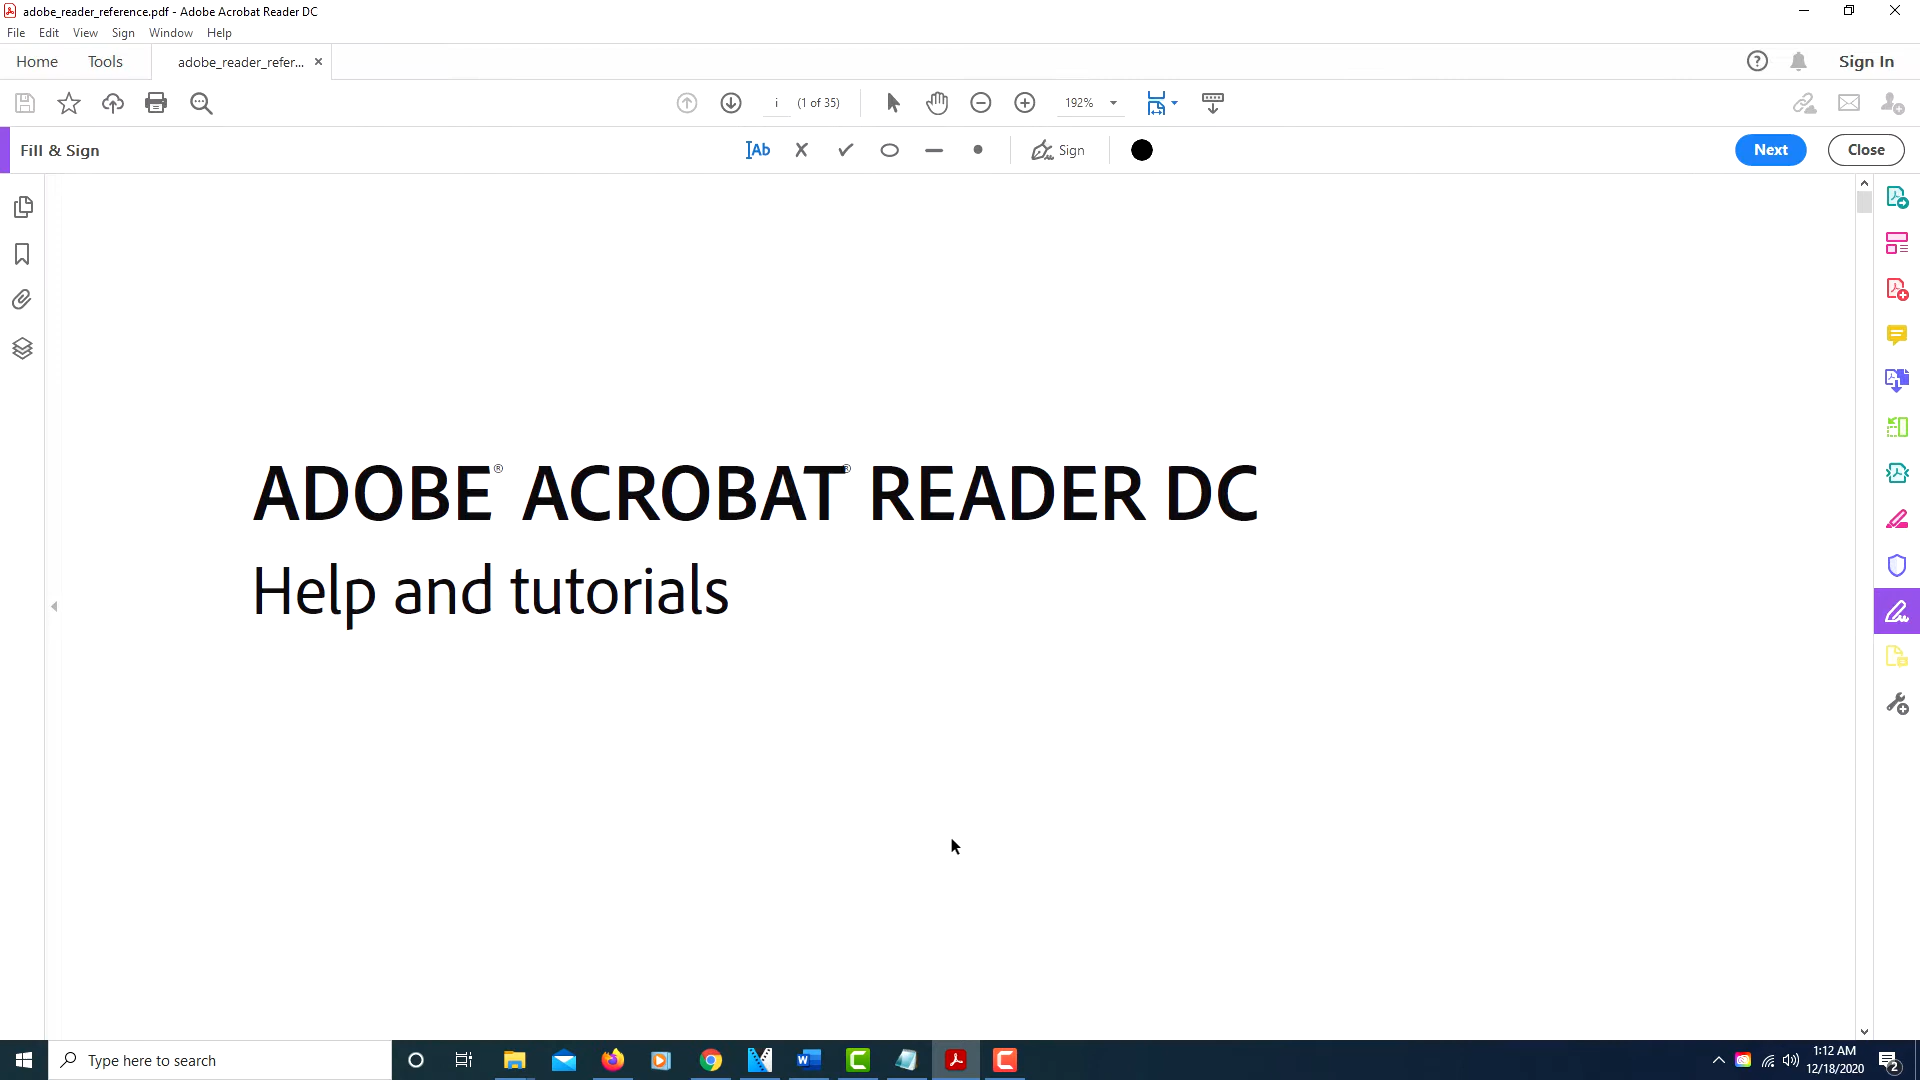 adobe_reader_reference.pdf - Adobe Acrobat Reader DC
File Edit View Sign Window Help
Home Tools adobe_reader_refer... × Sign In
i (1 of 35) 192%
Fill & Sign Ab Sign Next Close
ADOBE® ACROBAT® READER DC
Help and tutorials
Type here to search
1:12 AM
12/18/2020
2